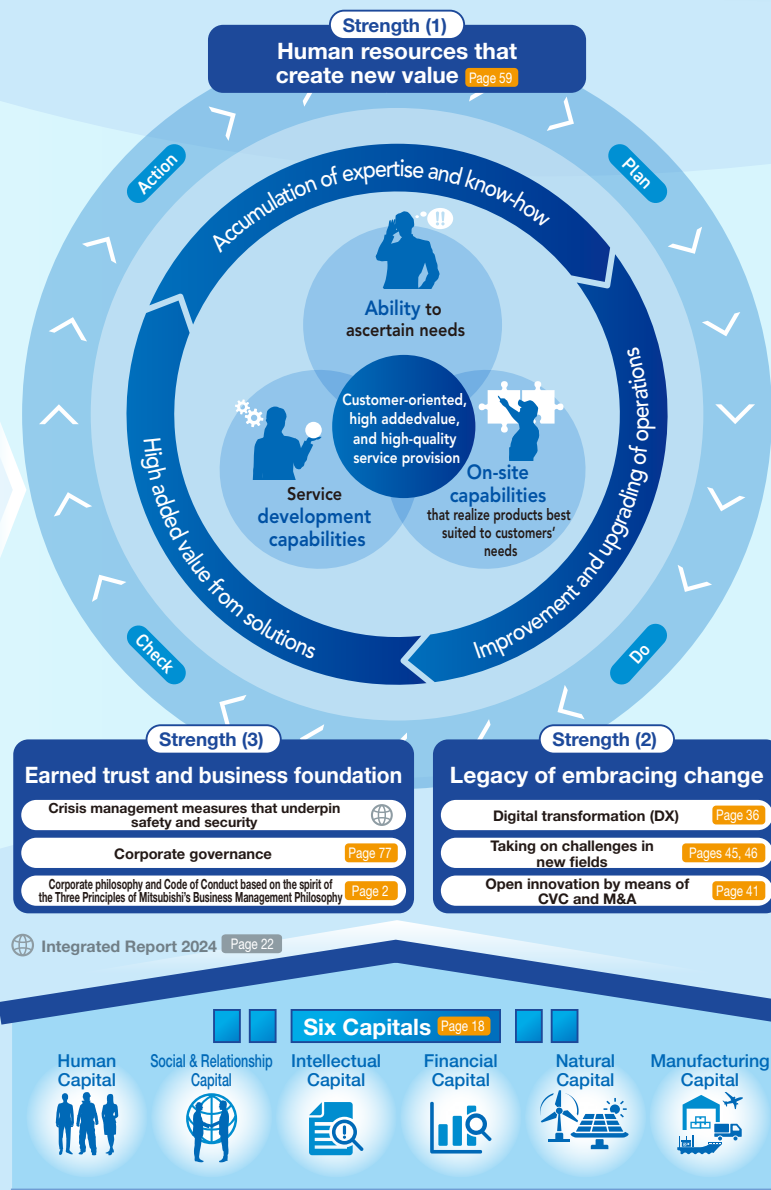 Strength (1)
Human resources that
create new value Page 59
Action
Plan
Accumulation of expertise and know-how
!!
Ability to
ascertain needs
Improvement and upgrading of operations
Customer-oriented,
high addedvalue,
and high-quality
service provision
High added value from solutions
Service
development
capabilities
On-site
capabilities
that realize products best
suited to customers'
needs
Check
Do
Strength (3)
Earned trust and business foundation
Crisis management measures that underpin
safety and security
Corporate governance Page 77
Corporate philosophy and Code of Conduct based on the spirit of
the Three Principles of Mitsubishi's Business Management Philosophy Page 2
Strength (2)
Legacy of embracing change
Digital transformation (DX) Page 36
Taking on challenges in
new fields Pages 45, 46
Open innovation by means of
CVC and M&A Page 41
Integrated Report 2024 Page 22
Six Capitals Page 18
Human
Capital
Social & Relationship
Capital
Intellectual
Capital
Financial
Capital
Natural
Capital
Manufacturing
Capital